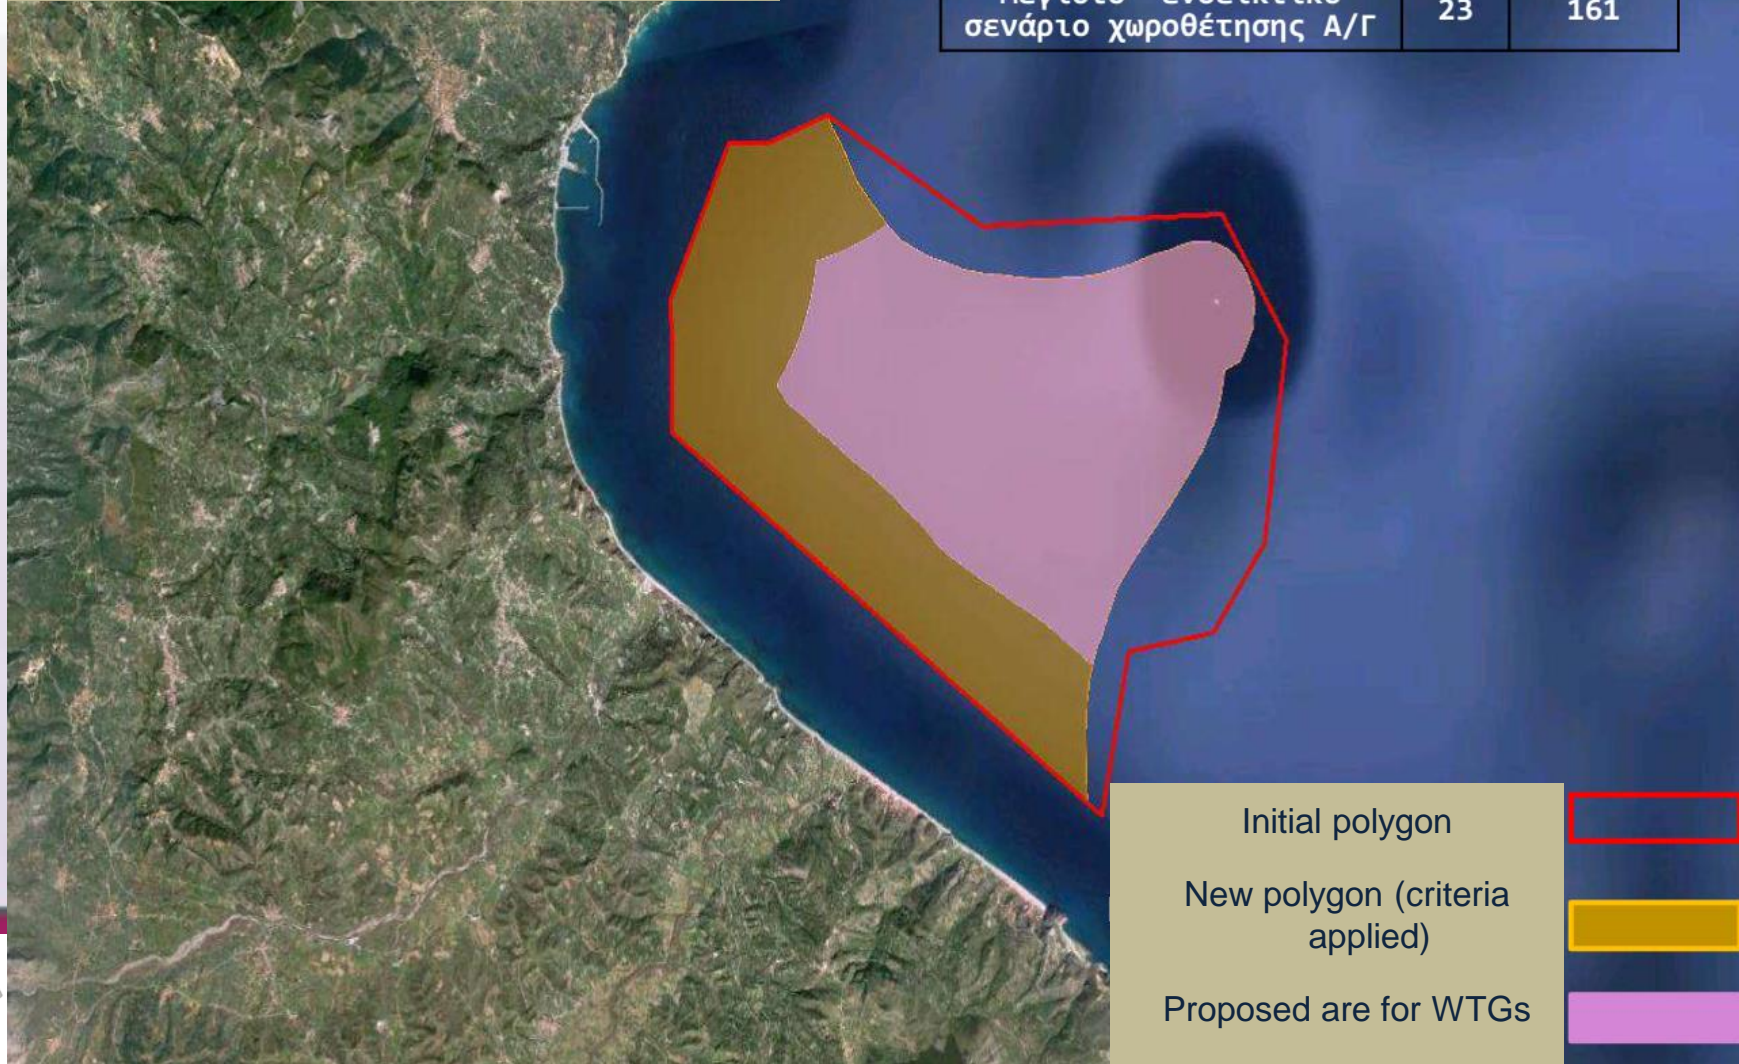 σενάριο χωροθέτησης Α/Γ 23 161
Initial polygon
New polygon (criteria
applied)
Proposed are for WTGs